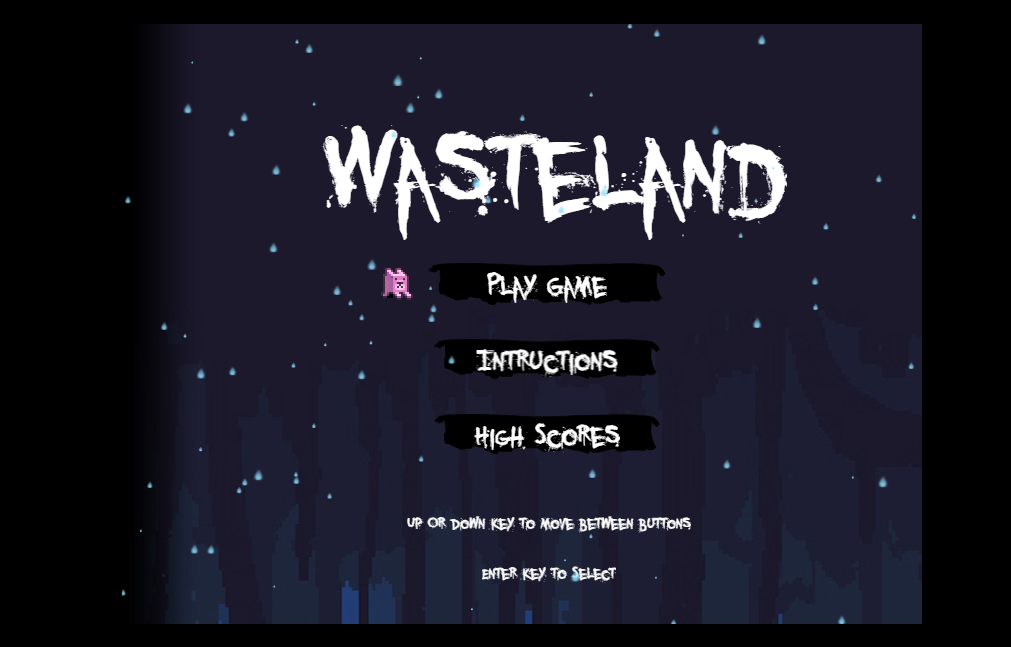 WASTELAND
PLAY GAME
INTRUCTIONS
HIGH SCORES
UP OR DOWN KEY TO MOVE BETWEEN BUTTONS
ENTER KEY TO SELECT